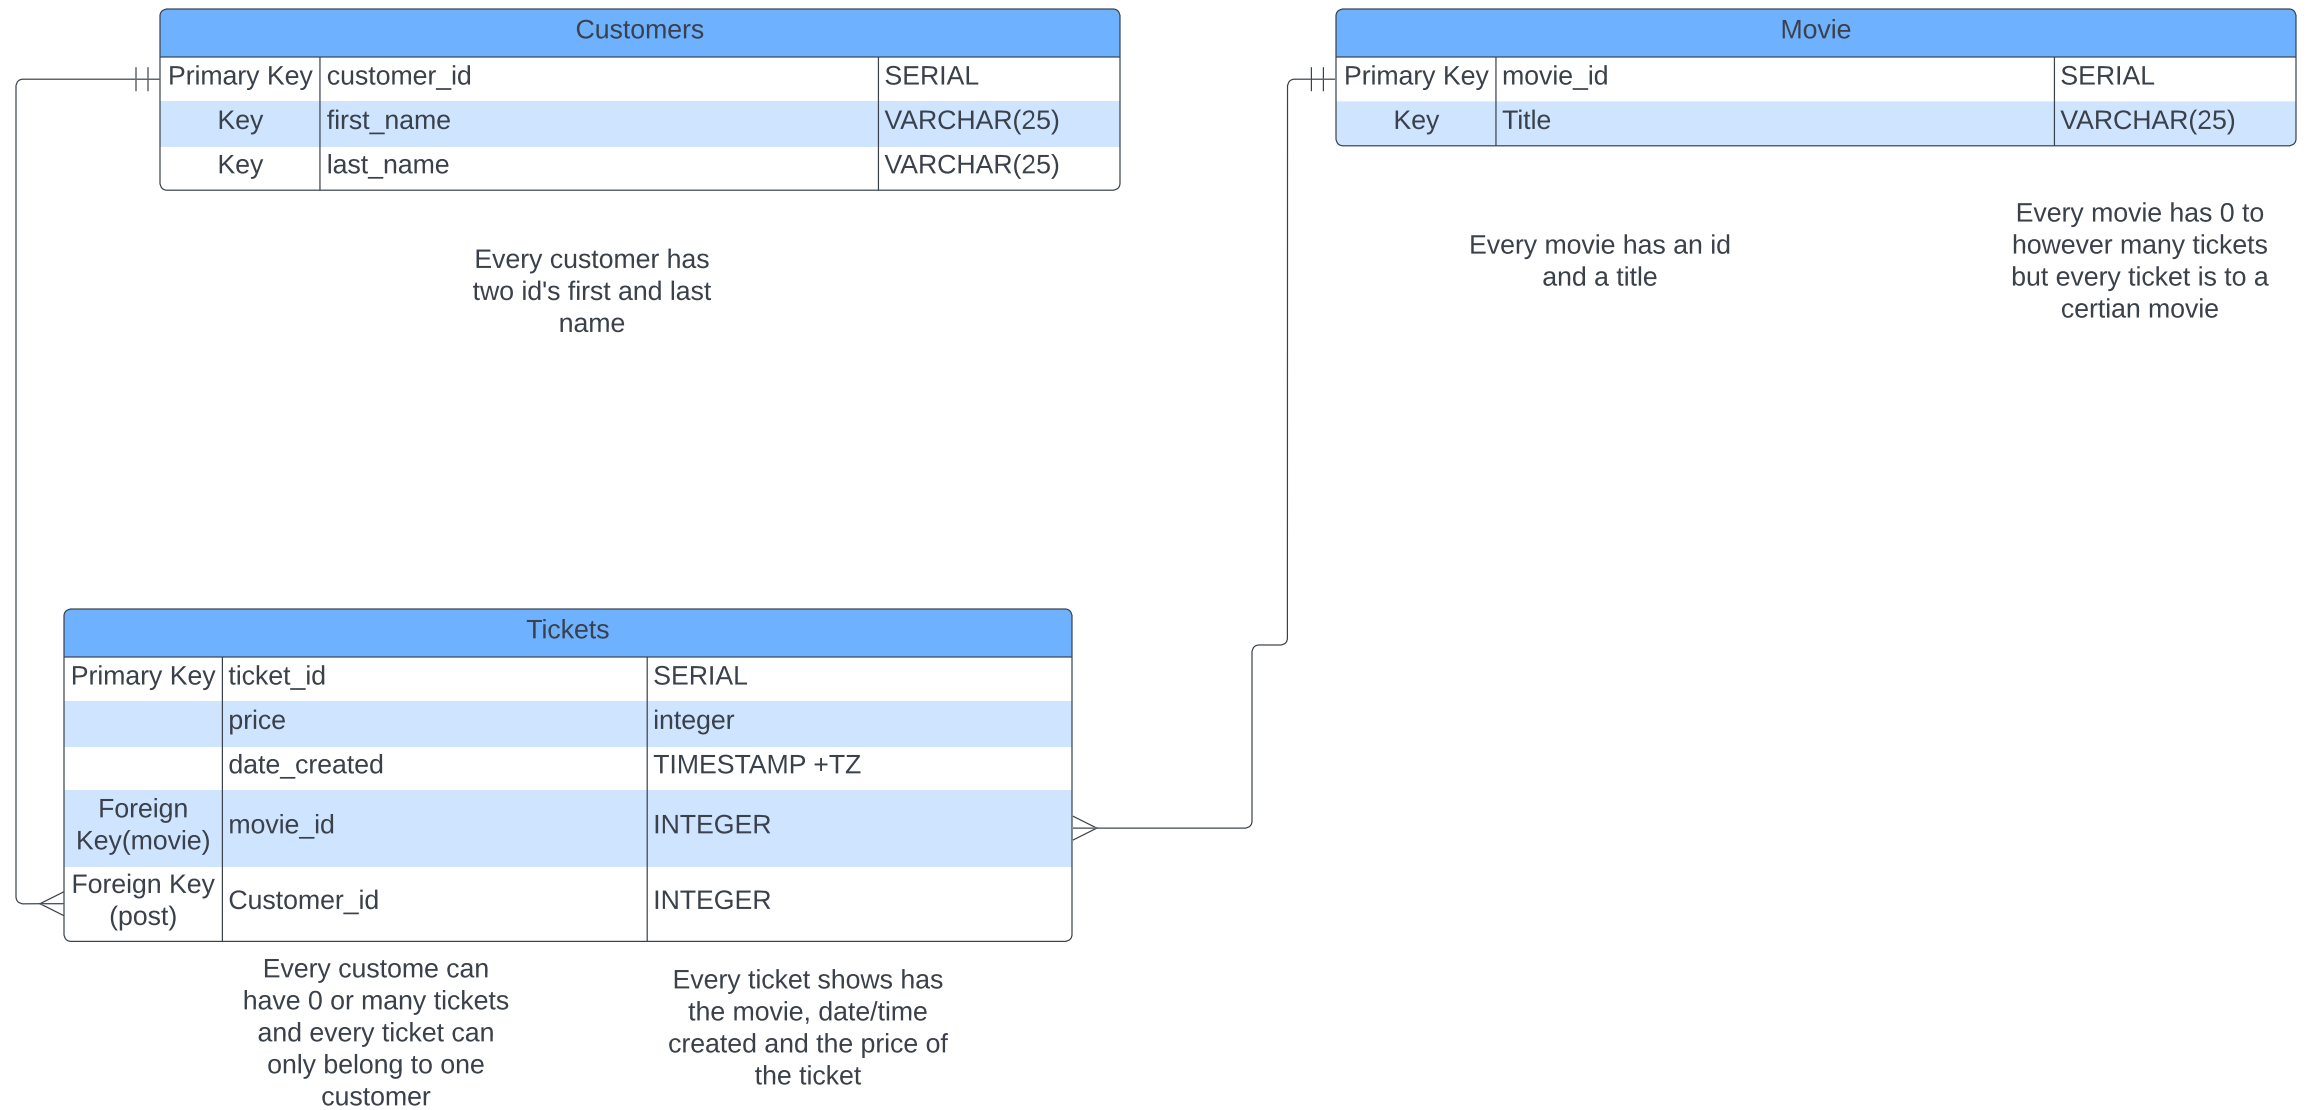 Customers
Primary Key customer_id SERIAL
Key first_name VARCHAR(25)
Key last_name VARCHAR(25)
Every customer has
two id's first and last
name
Movie
Primary Key movie_id SERIAL
Key Title VARCHAR(25)
Every movie has an id
and a title
Every movie has 0 to
however many tickets
but every ticket is to a
certian movie
Tickets
Primary Key ticket_id SERIAL
price integer
date_created TIMESTAMP +TZ
Foreign
Key(movie) movie_id INTEGER
Foreign Key
(post) Customer_id INTEGER
Every custome can
have 0 or many tickets
and every ticket can
only belong to one
customer
Every ticket shows has
the movie, date/time
created and the price of
the ticket